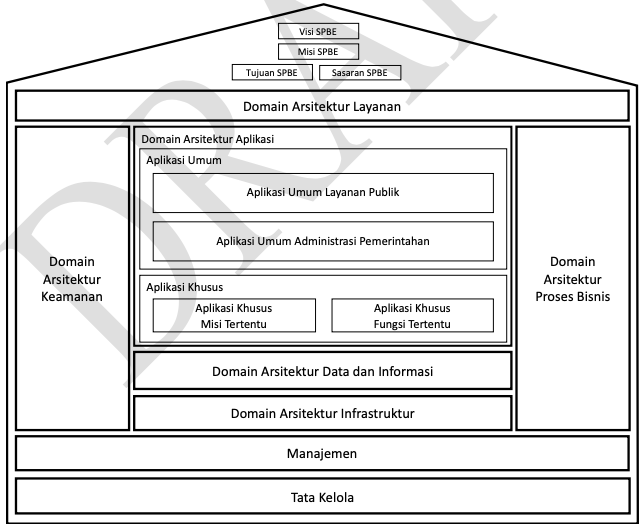 Visi SPBE
Misi SPBE
Tujuan SPBE
Sasaran SPBE
Domain Arsitektur Layanan
Domain
Arsitektur
Keamanan
Domain Arsitektur Aplikasi
Aplikasi Umum
Aplikasi Umum Layanan Publik
Aplikasi Umum Administrasi Pemerintahan
Aplikasi Khusus
Aplikasi Khusus
Misi Tertentu
Aplikasi Khusus
Fungsi Tertentu
Domain Arsitektur Data dan Informasi
Domain Arsitektur Infrastruktur
Domain
Arsitektur
Proses Bisnis
Manajemen
Tata Kelola
DRA